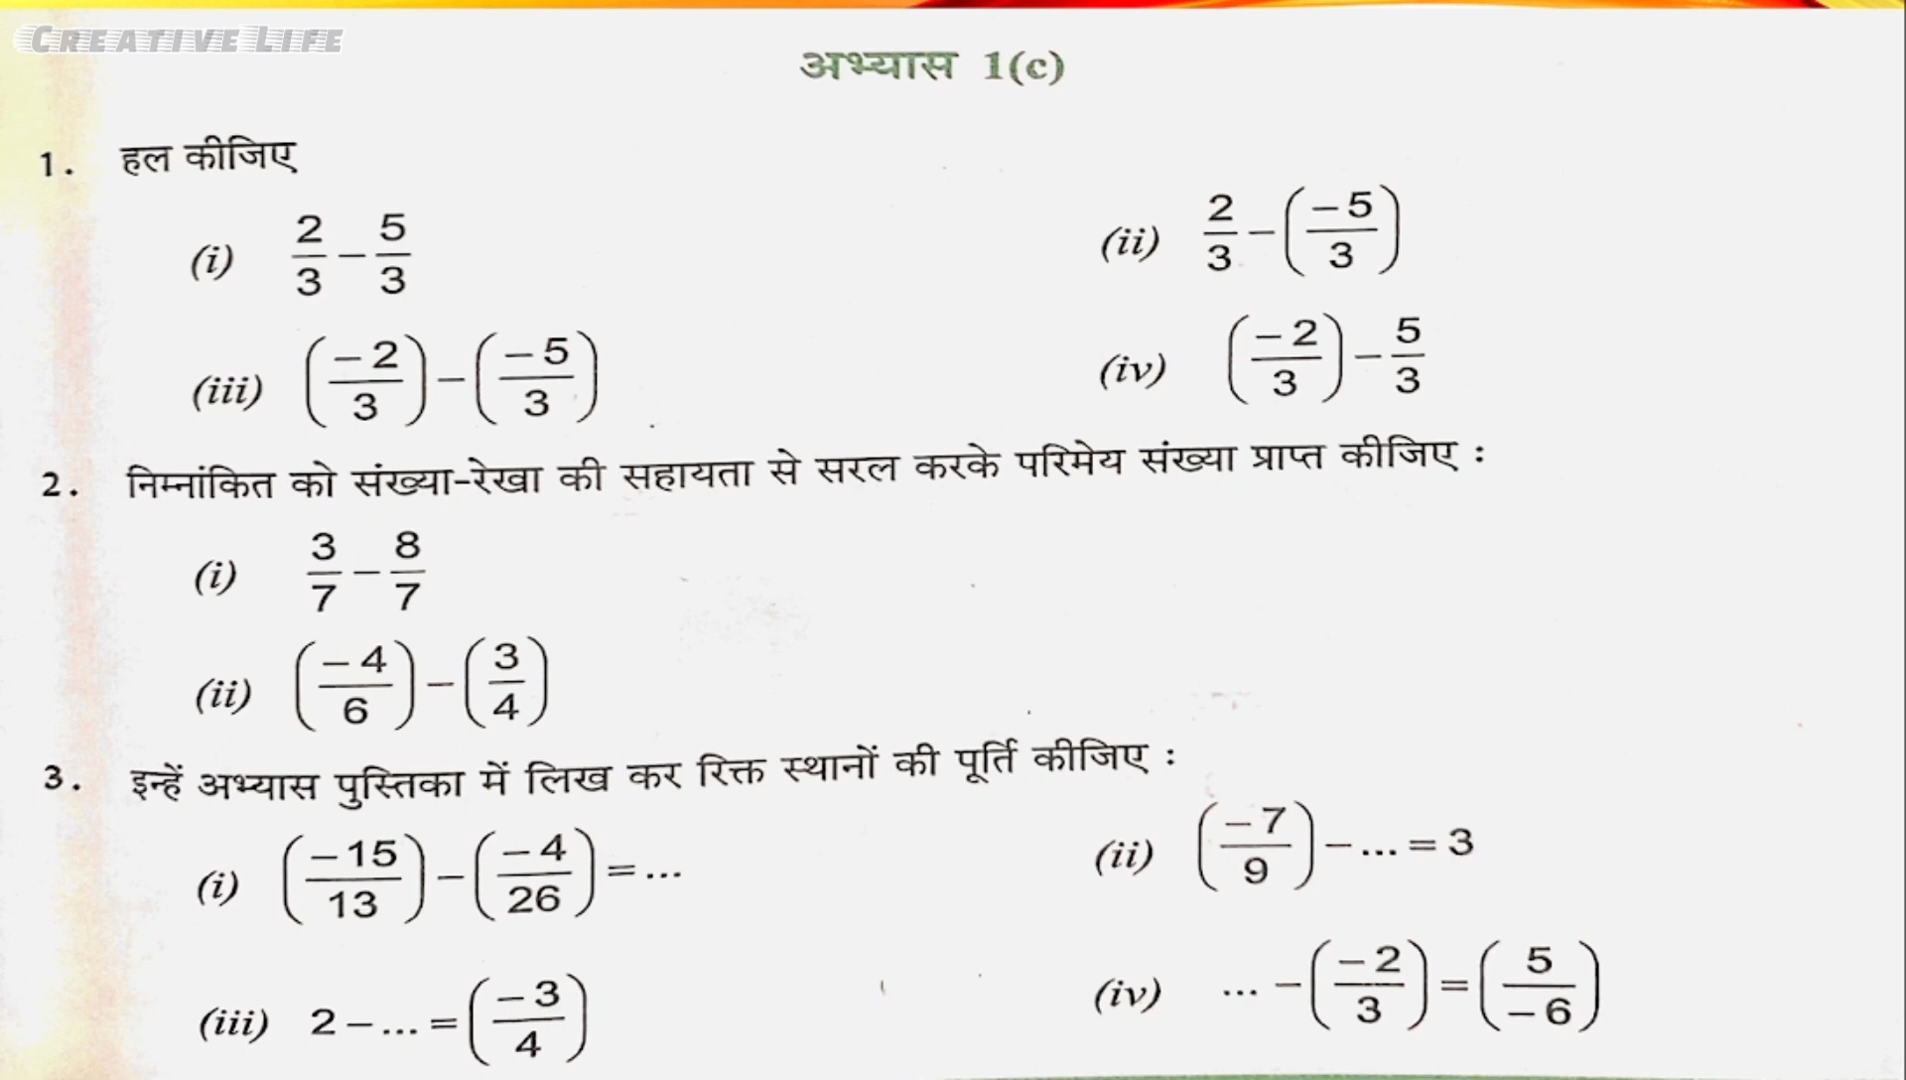 CREATIVE LIFE
अभ्यास 1(c)
1. हल कीजिए
(i) 2/3 − 5/3 (ii) 2/3 − (−5/3)
(iii) (−2/3) − (−5/3) (iv) (−2/3) − 5/3
2. निम्नांकित को संख्या-रेखा की सहायता से सरल करके परिमेय संख्या प्राप्त कीजिए :
(i) 3/7 − 8/7
(ii) (−4/6) − (3/4)
3. इन्हें अभ्यास पुस्तिका में लिख कर रिक्त स्थानों की पूर्ति कीजिए :
(i) (−15/13) − (−4/26) = ... (ii) (−7/9) − ... = 3
(iii) 2 − ... = (−3/4) (iv) ... − (−2/3) = (5/−6)